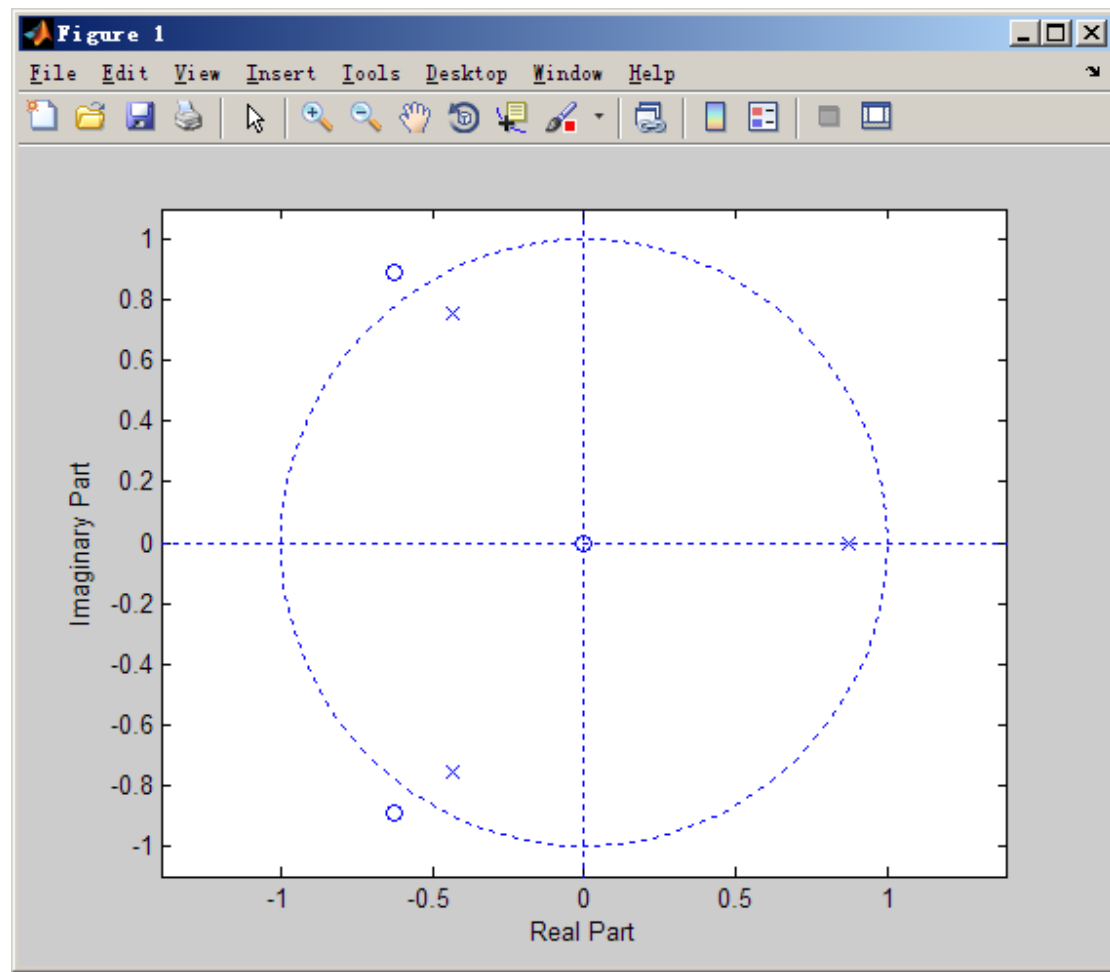 Figure 1
File Edit View Insert Tools Desktop Window Help
1
0.8
0.6
0.4
0.2
0
-0.2
-0.4
-0.6
-0.8
-1
Imaginary Part
-1 -0.5 0 0.5 1
Real Part